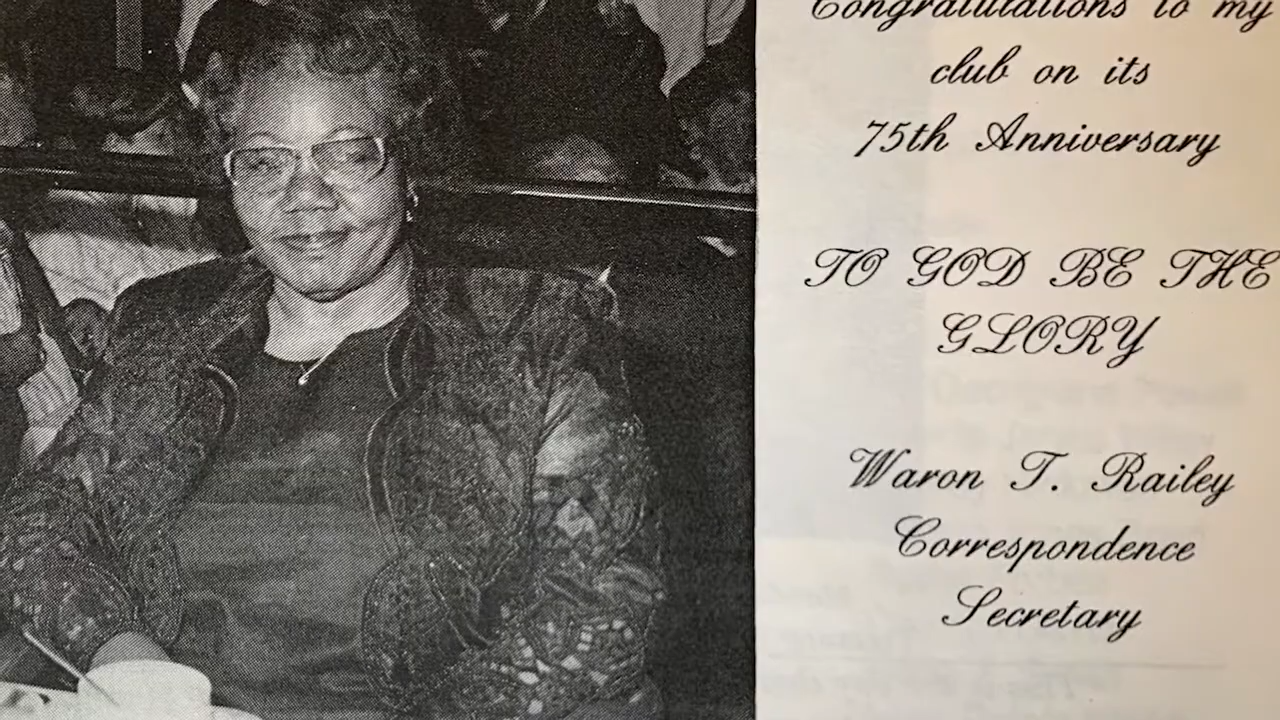 Congratulations to my
club on its
75th Anniversary
TO GOD BE THE
GLORY
Waron T. Railey
Correspondence
Secretary